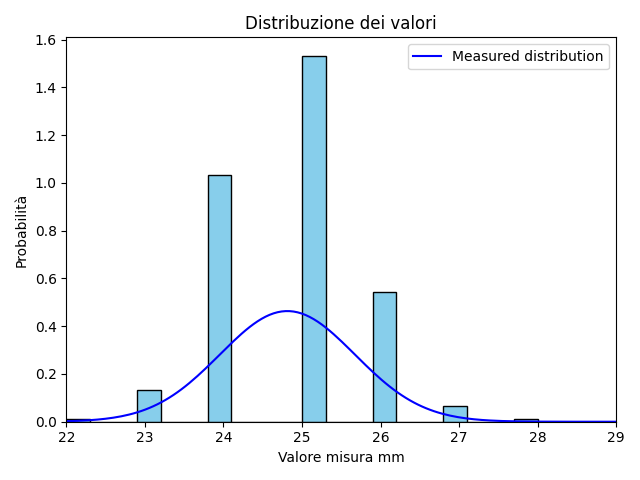 Distribuzione dei valori
Measured distribution
1.6
1.4
1.2
1.0
0.8
0.6
0.4
0.2
0.0
Probabilità
22 23 24 25 26 27 28 29
Valore misura mm